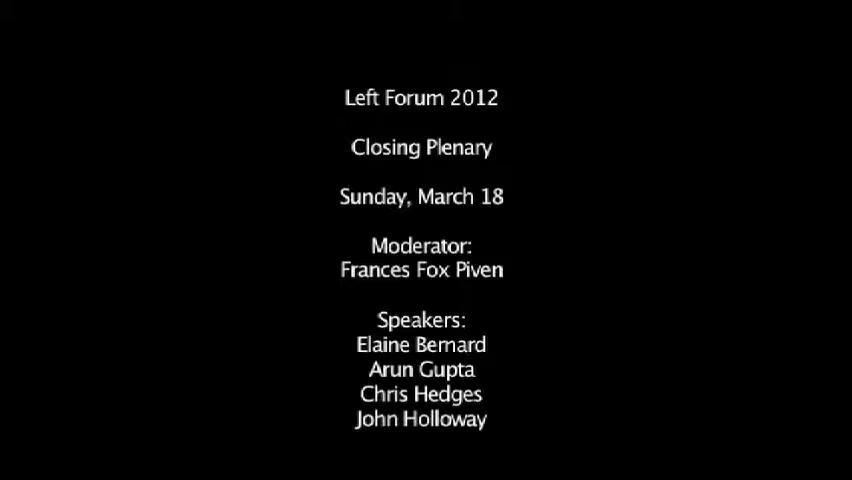 Left Forum 2012
Closing Plenary
Sunday, March 18
Moderator:
Frances Fox Piven
Speakers:
Elaine Bernard
Arun Gupta
Chris Hedges
John Holloway